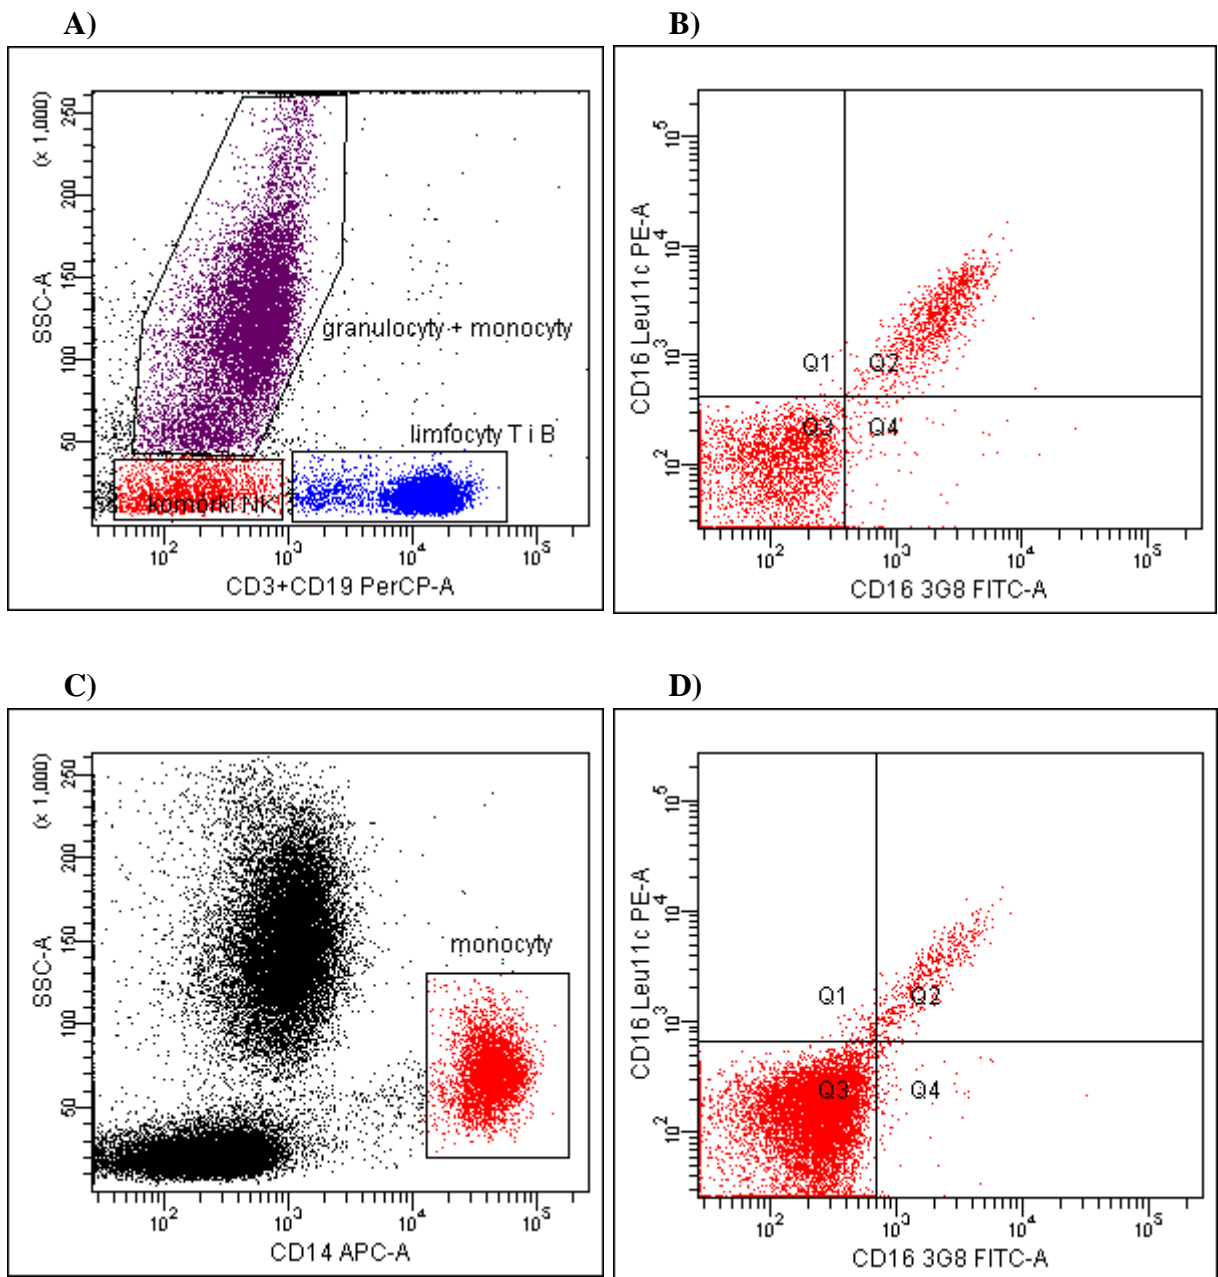 A)
B)
(x 1,000)
SSC-A
250
200
150
100
50
granulocyty + monocyty
limfocyty T i B
komórki NK
10² 10³ 10⁴ 10⁵
CD3+CD19 PerCP-A
CD16 Leu11c PE-A
10⁵
10⁴
10³
10²
Q1 Q2
Q3 Q4
10² 10³ 10⁴ 10⁵
CD16 3G8 FITC-A
C)
D)
(x 1,000)
SSC-A
250
200
150
100
50
monocyty
10² 10³ 10⁴ 10⁵
CD14 APC-A
CD16 Leu11c PE-A
10⁵
10⁴
10³
10²
Q1 Q2
Q3 Q4
10² 10³ 10⁴ 10⁵
CD16 3G8 FITC-A